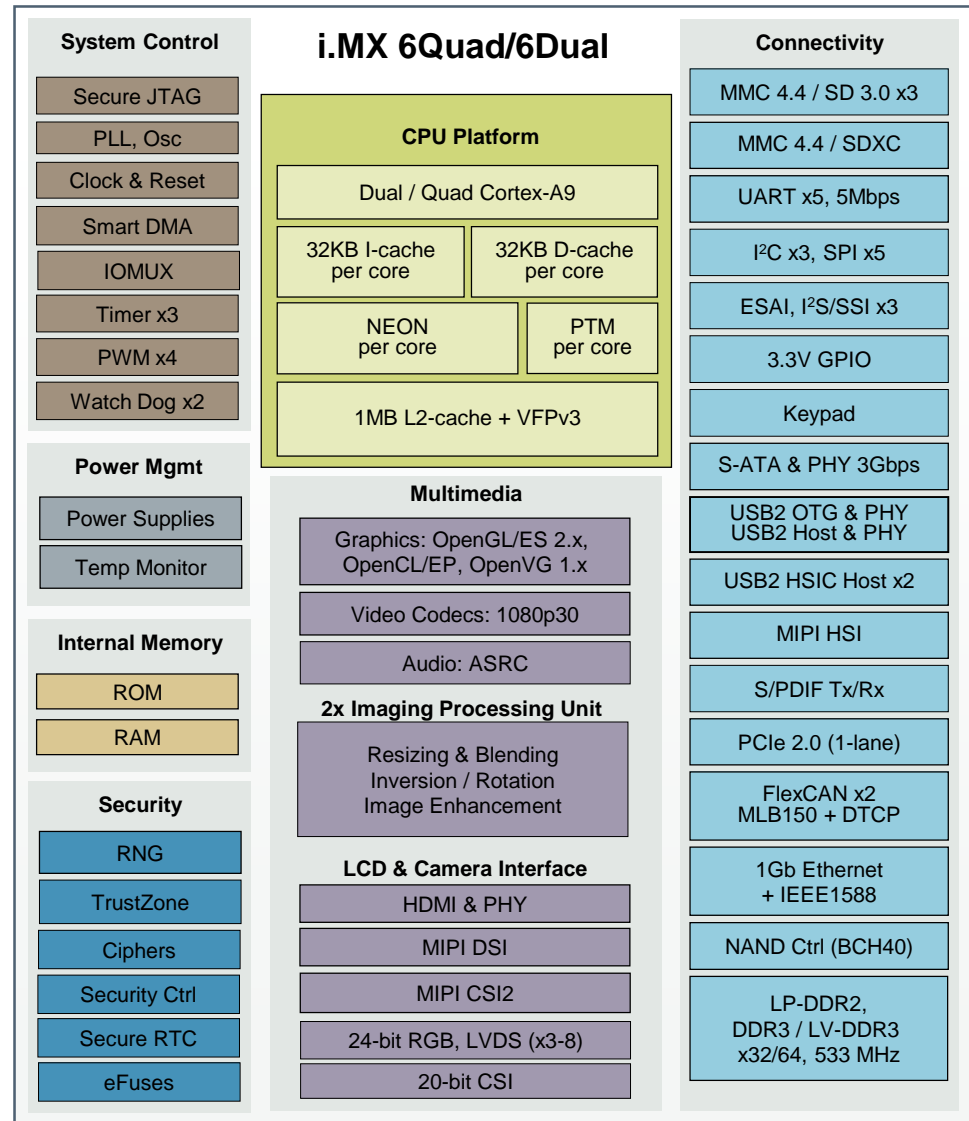 i.MX 6Quad/6Dual
System Control
Secure JTAG
PLL, Osc
Clock & Reset
Smart DMA
IOMUX
Timer x3
PWM x4
Watch Dog x2
Power Mgmt
Power Supplies
Temp Monitor
Internal Memory
ROM
RAM
Security
RNG
TrustZone
Ciphers
Security Ctrl
Secure RTC
eFuses
CPU Platform
Dual / Quad Cortex-A9
32KB I-cache
per core
32KB D-cache
per core
NEON
per core
PTM
per core
1MB L2-cache + VFPv3
Multimedia
Graphics: OpenGL/ES 2.x,
OpenCL/EP, OpenVG 1.x
Video Codecs: 1080p30
Audio: ASRC
2x Imaging Processing Unit
Resizing & Blending
Inversion / Rotation
Image Enhancement
LCD & Camera Interface
HDMI & PHY
MIPI DSI
MIPI CSI2
24-bit RGB, LVDS (x3-8)
20-bit CSI
Connectivity
MMC 4.4 / SD 3.0 x3
MMC 4.4 / SDXC
UART x5, 5Mbps
I²C x3, SPI x5
ESAI, I²S/SSI x3
3.3V GPIO
Keypad
S-ATA & PHY 3Gbps
USB2 OTG & PHY
USB2 Host & PHY
USB2 HSIC Host x2
MIPI HSI
S/PDIF Tx/Rx
PCIe 2.0 (1-lane)
FlexCAN x2
MLB150 + DTCP
1Gb Ethernet
+ IEEE1588
NAND Ctrl (BCH40)
LP-DDR2,
DDR3 / LV-DDR3
x32/64, 533 MHz